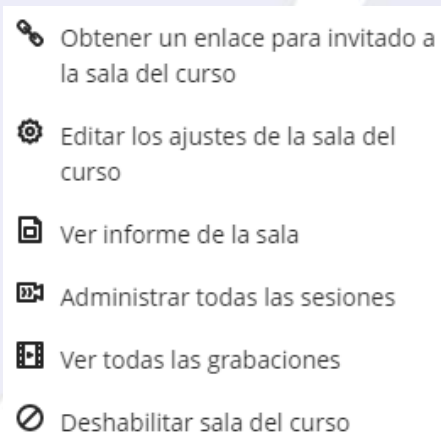 Obtener un enlace para invitado a
la sala del curso
Editar los ajustes de la sala del
curso
Ver informe de la sala
Administrar todas las sesiones
Ver todas las grabaciones
Deshabilitar sala del curso